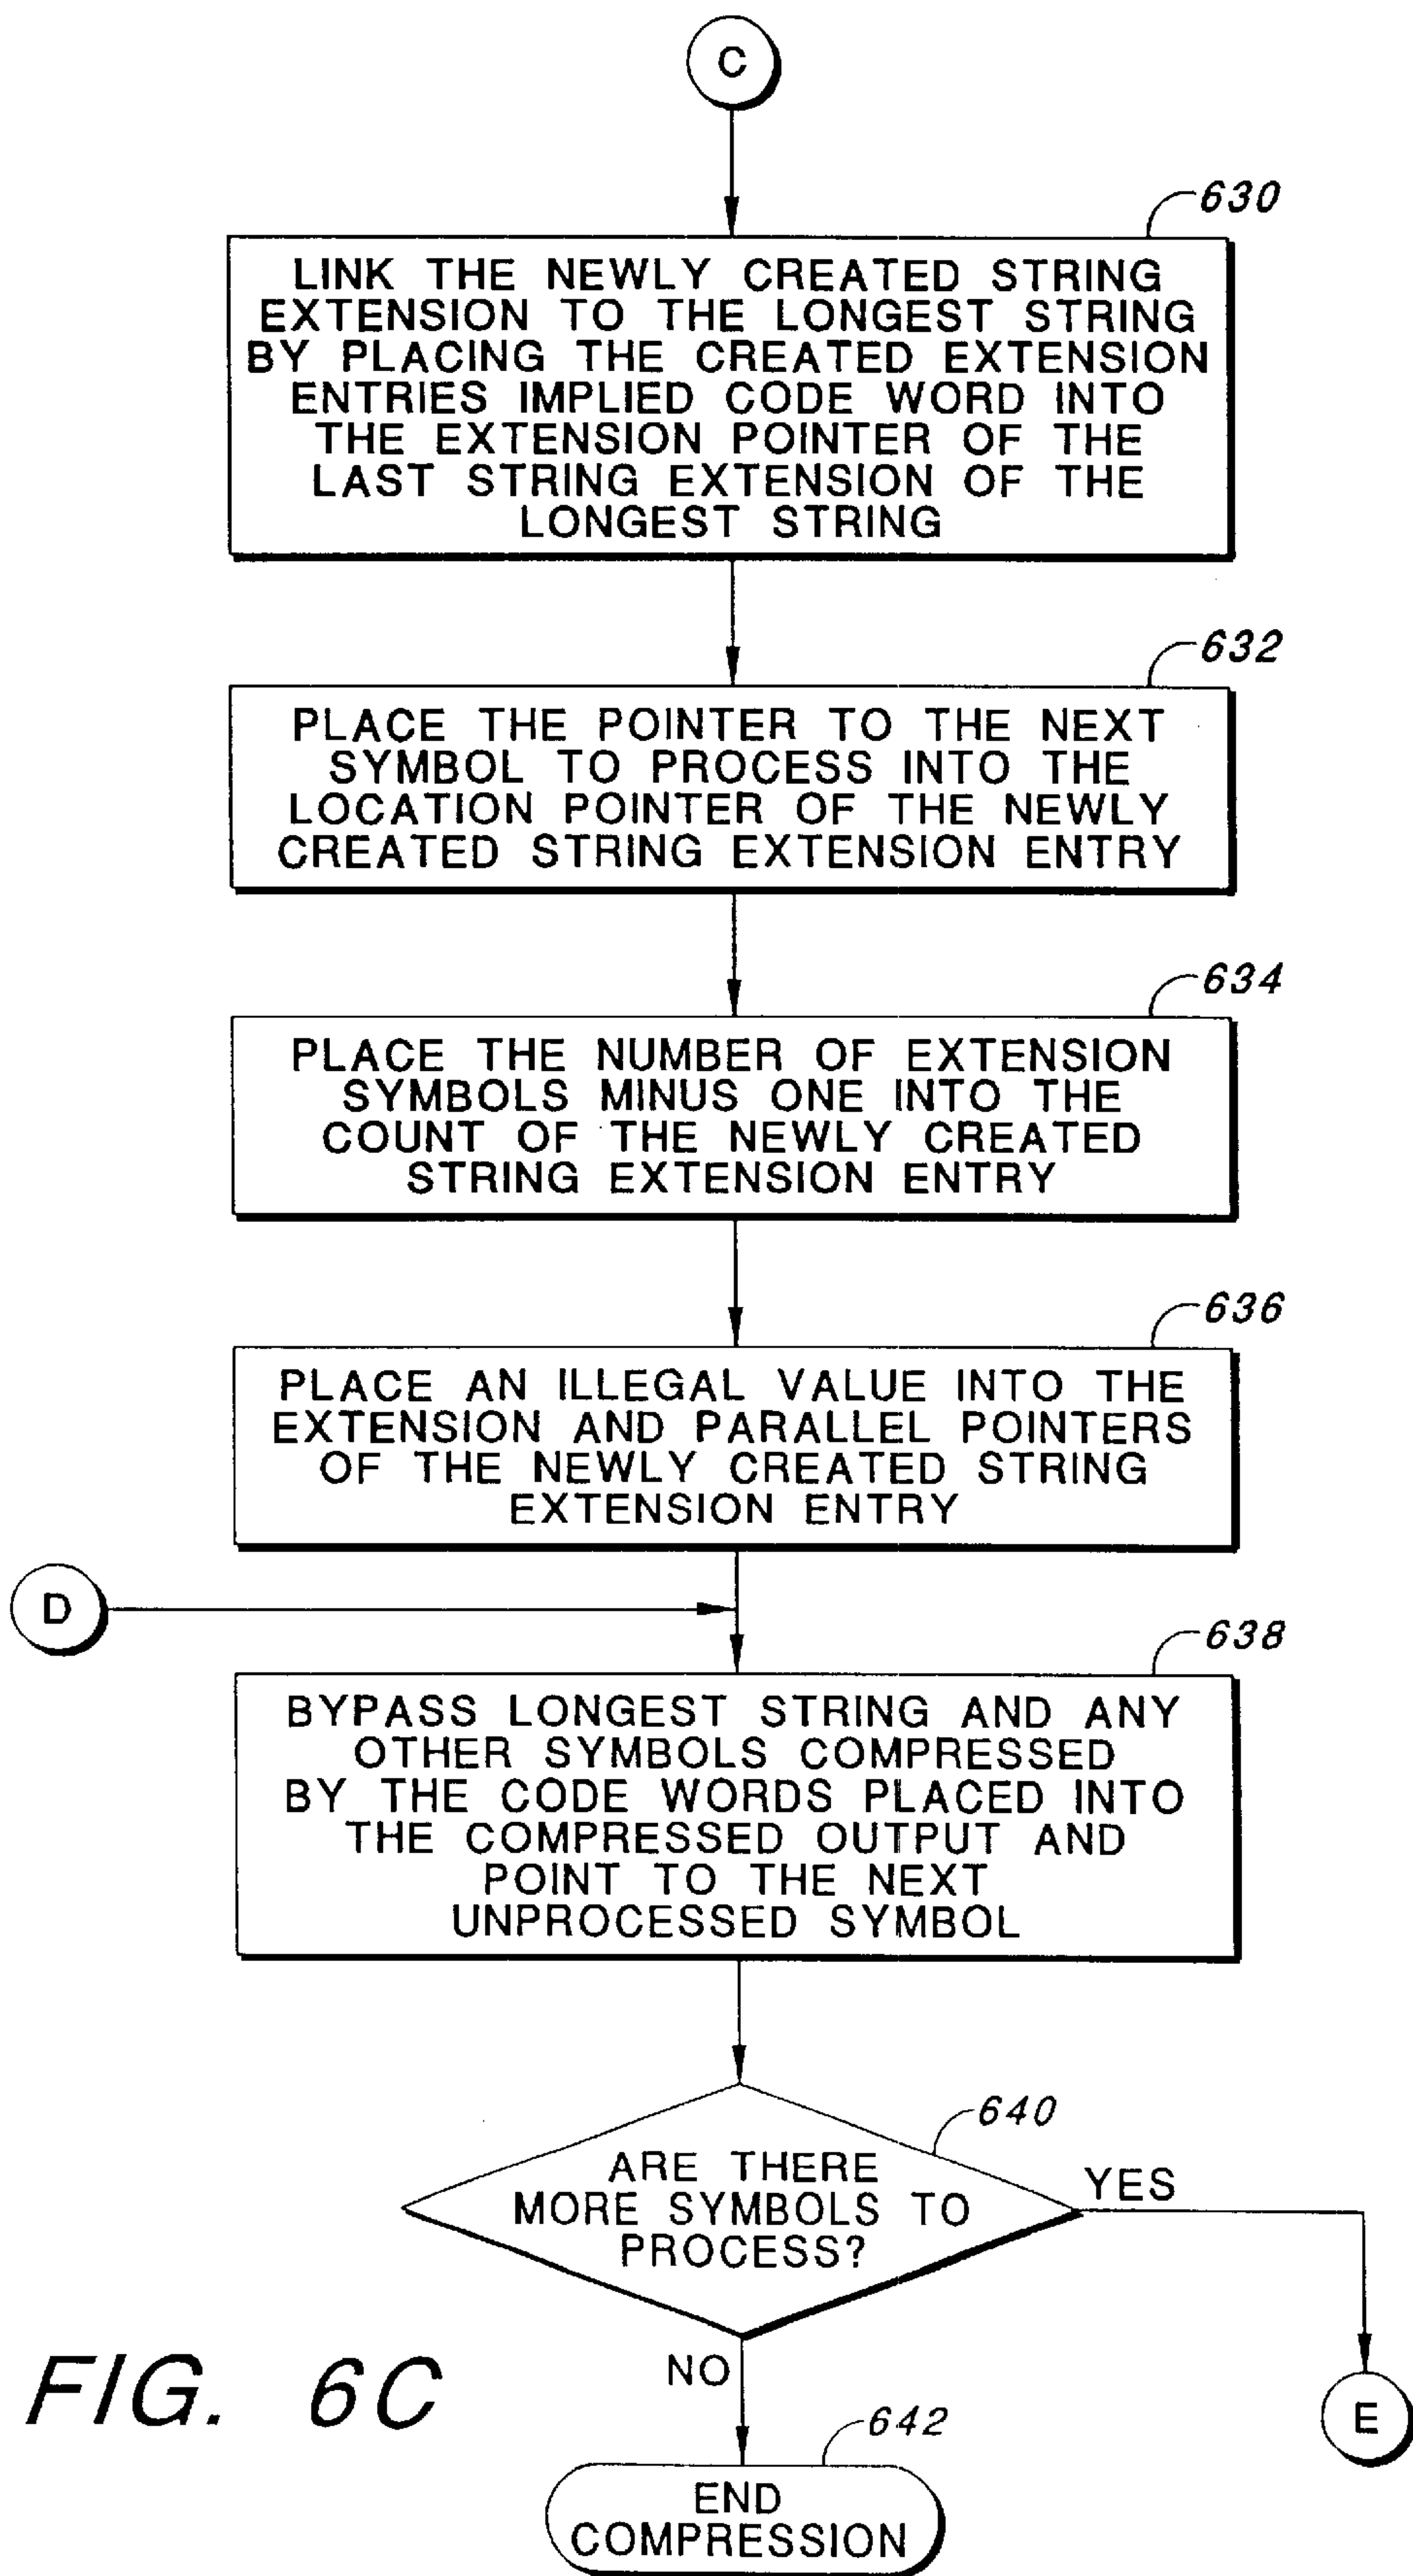 C
630
LINK THE NEWLY CREATED STRING
EXTENSION TO THE LONGEST STRING
BY PLACING THE CREATED EXTENSION
ENTRIES IMPLIED CODE WORD INTO
THE EXTENSION POINTER OF THE
LAST STRING EXTENSION OF THE
LONGEST STRING
632
PLACE THE POINTER TO THE NEXT
SYMBOL TO PROCESS INTO THE
LOCATION POINTER OF THE NEWLY
CREATED STRING EXTENSION ENTRY
634
PLACE THE NUMBER OF EXTENSION
SYMBOLS MINUS ONE INTO THE
COUNT OF THE NEWLY CREATED
STRING EXTENSION ENTRY
636
PLACE AN ILLEGAL VALUE INTO THE
EXTENSION AND PARALLEL POINTERS
OF THE NEWLY CREATED STRING
EXTENSION ENTRY
D
638
BYPASS LONGEST STRING AND ANY
OTHER SYMBOLS COMPRESSED
BY THE CODE WORDS PLACED INTO
THE COMPRESSED OUTPUT AND
POINT TO THE NEXT
UNPROCESSED SYMBOL
640
ARE THERE
MORE SYMBOLS TO
PROCESS?
YES
NO
E
FIG. 6C
642
END
COMPRESSION